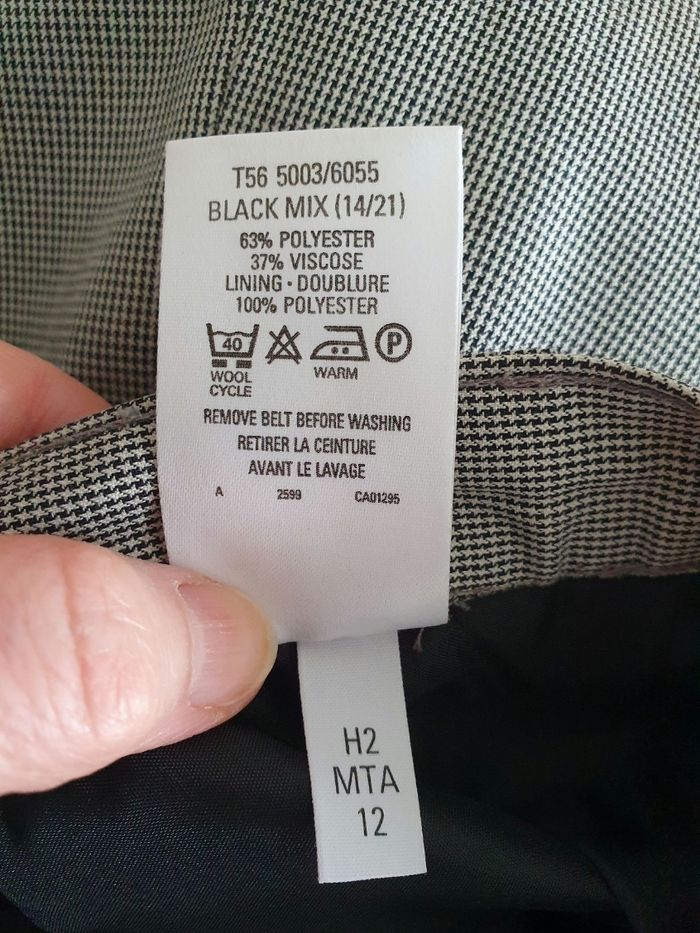 T56 5003/6055
BLACK MIX (14/21)
63% POLYESTER
37% VISCOSE
LINING · DOUBLURE
100% POLYESTER
40 P
WOOL WARM
CYCLE
REMOVE BELT BEFORE WASHING
RETIRER LA CEINTURE
AVANT LE LAVAGE
A 2599 CA01295
H2
MTA
12